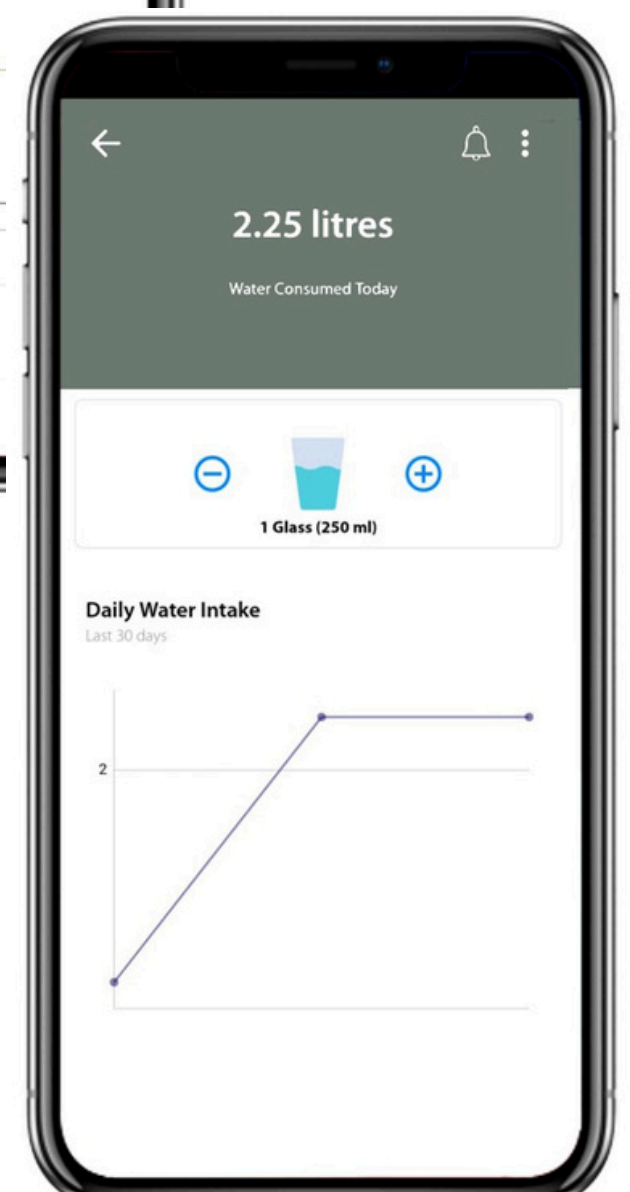 2.25 litres
Water Consumed Today
1 Glass (250 ml)
Daily Water Intake
Last 30 days
2